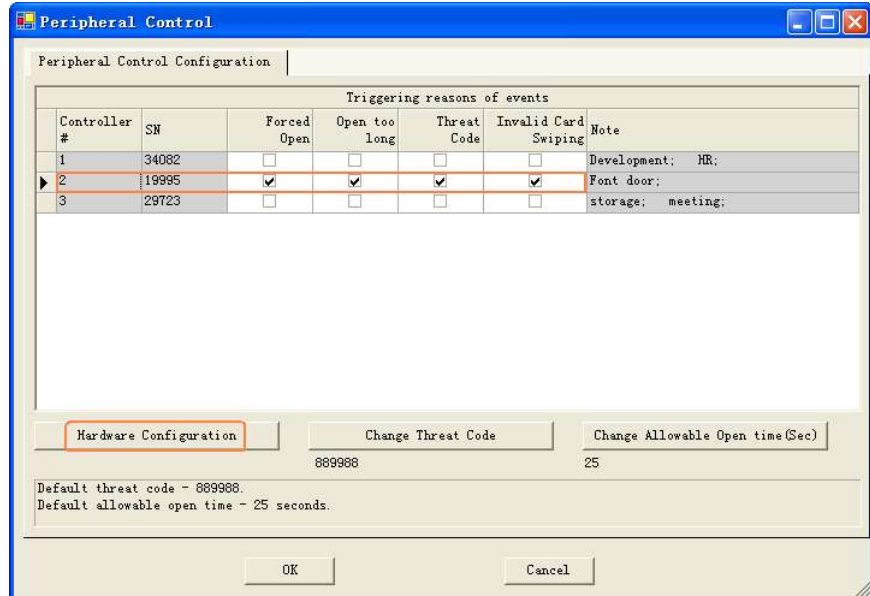 Peripheral Control
Peripheral Control Configuration
Triggering reasons of events
Controller # SN Forced Open Open too long Threat Code Invalid Card Swiping Note
1 34082 Development; HR;
2 19995 Font door;
3 29723 storage; meeting;
Hardware Configuration Change Threat Code Change Allowable Open time(Sec)
889988 25
Default threat code - 889988.
Default allowable open time - 25 seconds.
OK Cancel